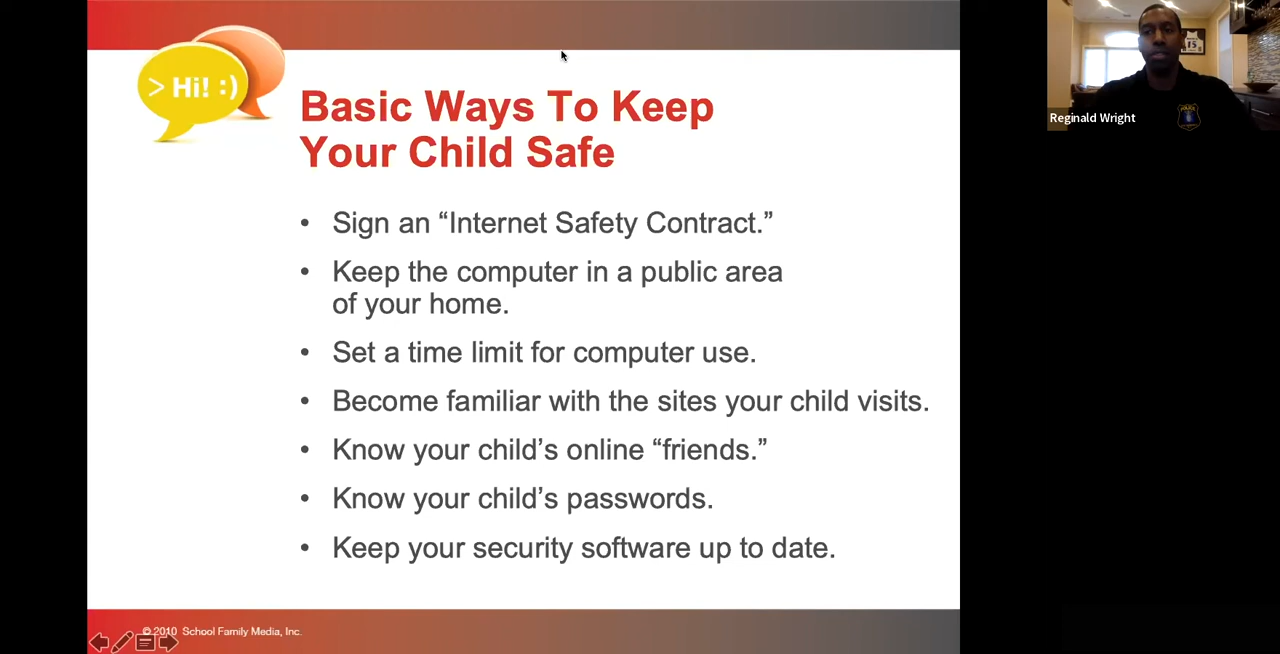 > Hi! :)
Basic Ways To Keep
Your Child Safe
• Sign an “Internet Safety Contract.”
• Keep the computer in a public area
of your home.
• Set a time limit for computer use.
• Become familiar with the sites your child visits.
• Know your child’s online “friends.”
• Know your child’s passwords.
• Keep your security software up to date.
© 2010 School Family Media, Inc.
15
Reginald Wright
POLICE